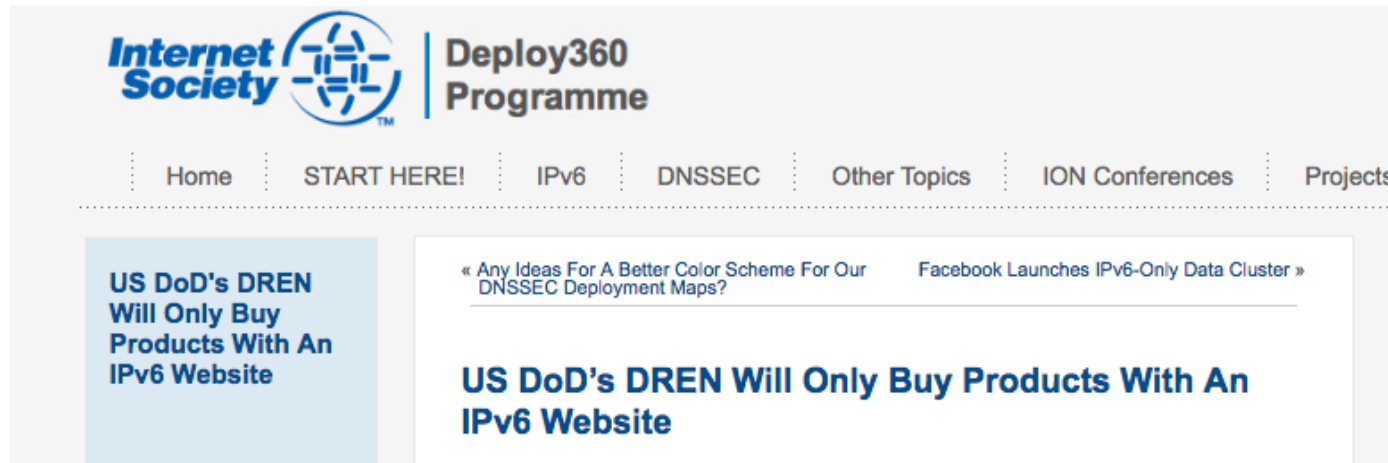 Internet
Society
TM
Deploy360
Programme
Home
START HERE!
IPv6
DNSSEC
Other Topics
ION Conferences
Projects
US DoD's DREN
Will Only Buy
Products With An
IPv6 Website
« Any Ideas For A Better Color Scheme For Our
DNSSEC Deployment Maps?
Facebook Launches IPv6-Only Data Cluster »
US DoD’s DREN Will Only Buy Products With An
IPv6 Website